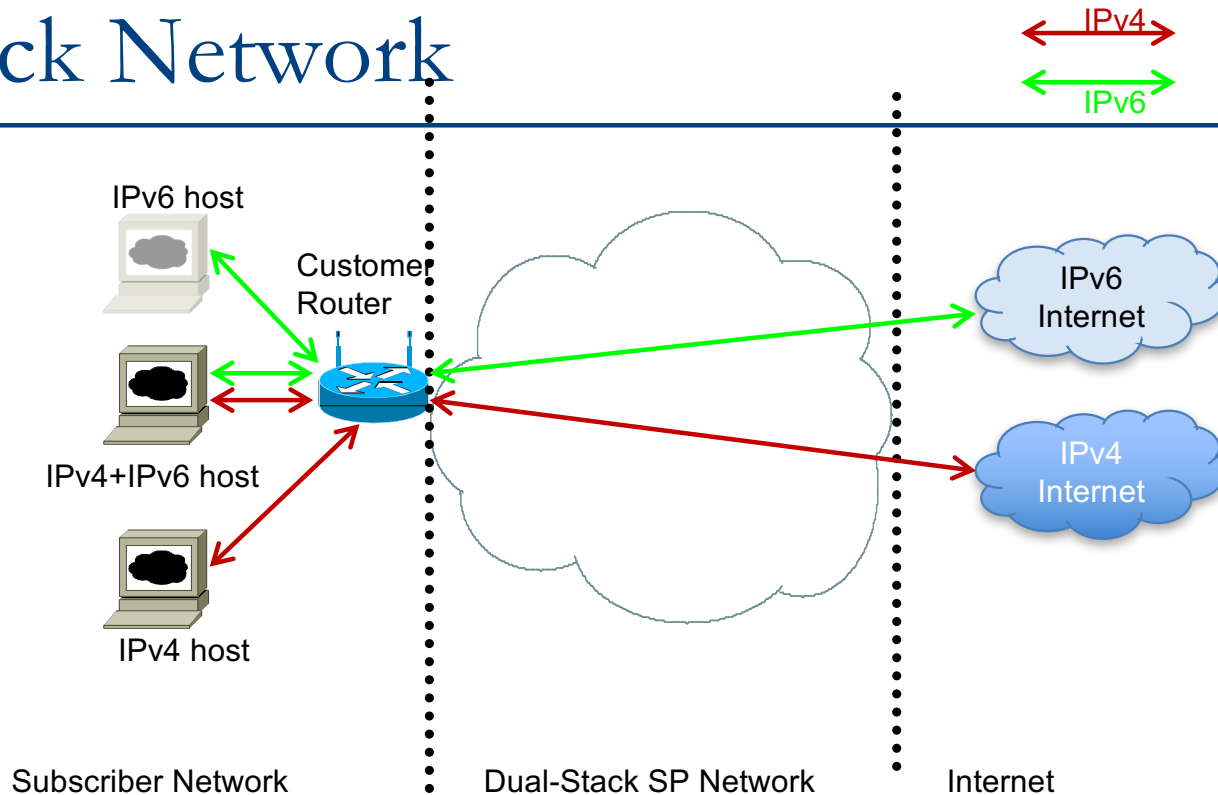 ck Network
IPv4
IPv6
IPv6 host
Customer
Router
IPv6
Internet
IPv4+IPv6 host
IPv4
Internet
IPv4 host
Subscriber Network
Dual-Stack SP Network
Internet